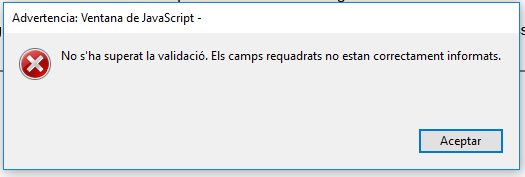 Advertencia: Ventana de JavaScript -
No s'ha superat la validació. Els camps requadrats no estan correctament informats.
Aceptar